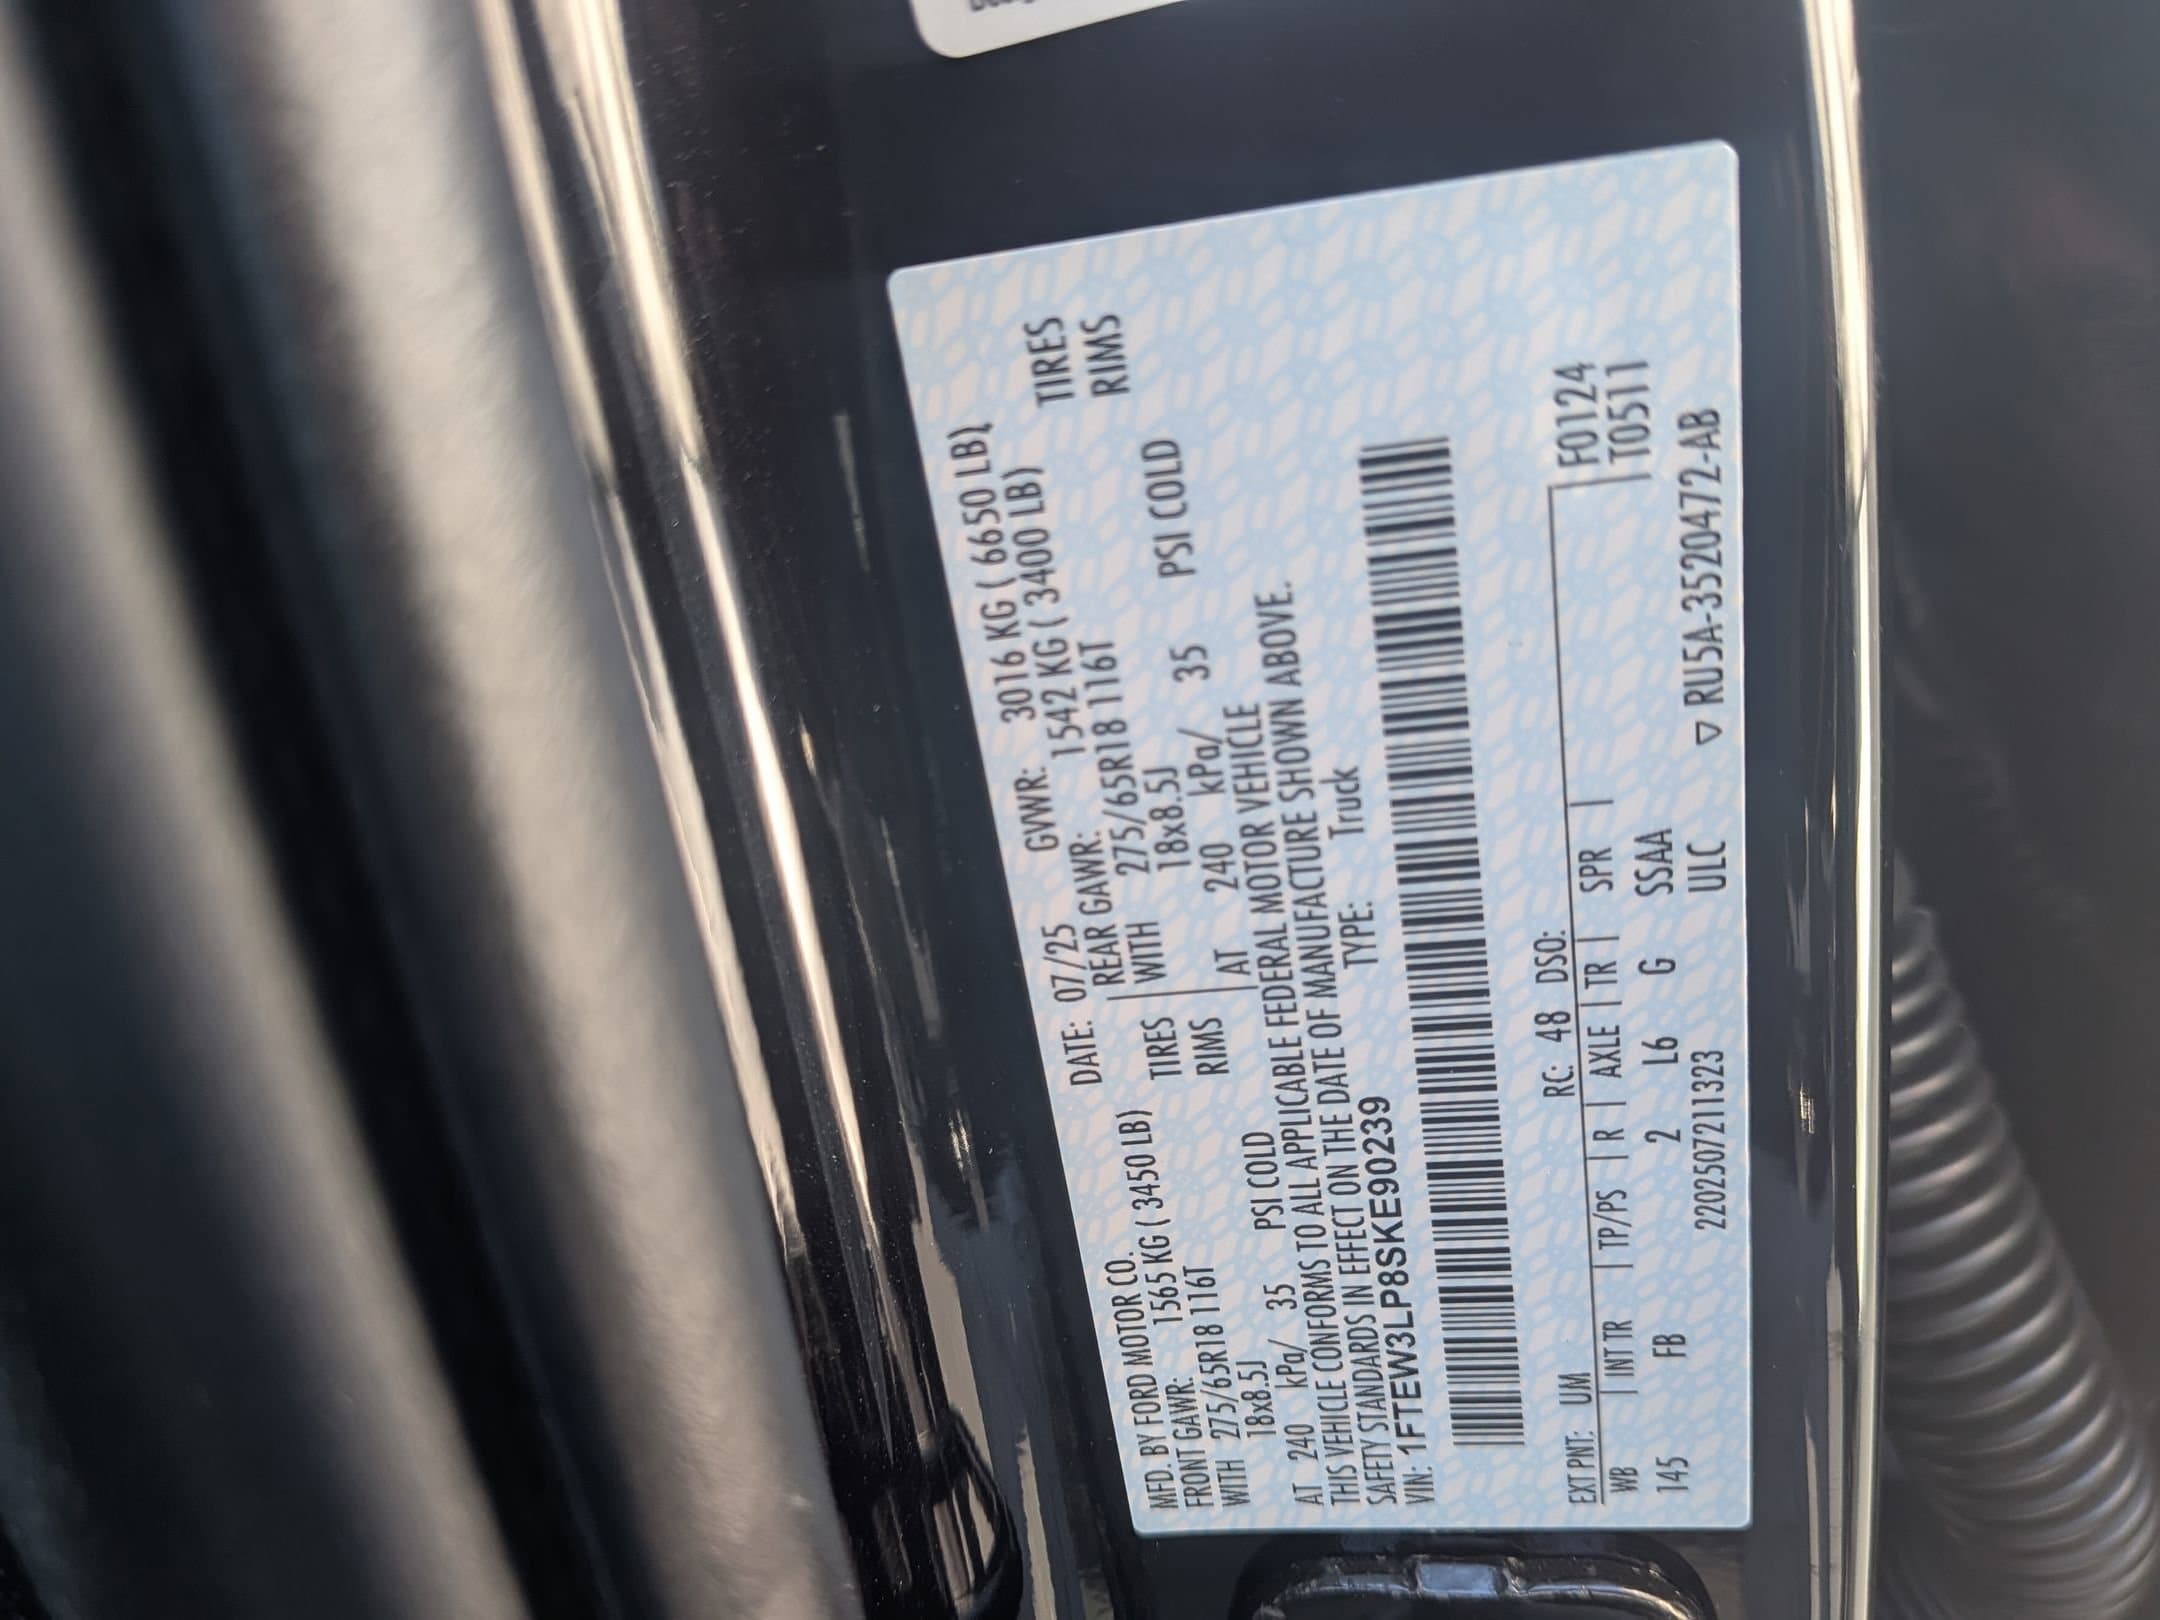 MFD. BY FORD MOTOR CO. DATE: 07/25 GVWR: 3016 KG ( 6650 LB)
FRONT GAWR: 1565 KG ( 3450 LB) REAR GAWR: 1542 KG ( 3400 LB)
WITH 275/65R18 116T TIRES WITH 275/65R18 116T TIRES
18x8.5J RIMS 18x8.5J RIMS
AT 240 kPa/ 35 PSI COLD AT 240 kPa/ 35 PSI COLD
THIS VEHICLE CONFORMS TO ALL APPLICABLE FEDERAL MOTOR VEHICLE
SAFETY STANDARDS IN EFFECT ON THE DATE OF MANUFACTURE SHOWN ABOVE.
VIN: 1FTEW3LP8SKE90239 TYPE: Truck
EXT PNT: UM RC: 48 DSO:
WB | INT TR | TP/PS | R | AXLE | TR | SPR | F0124
145 FB 2 L6 G SSAA T0511
220250721132​3 ULC ▽ RU5A-3520472-AB